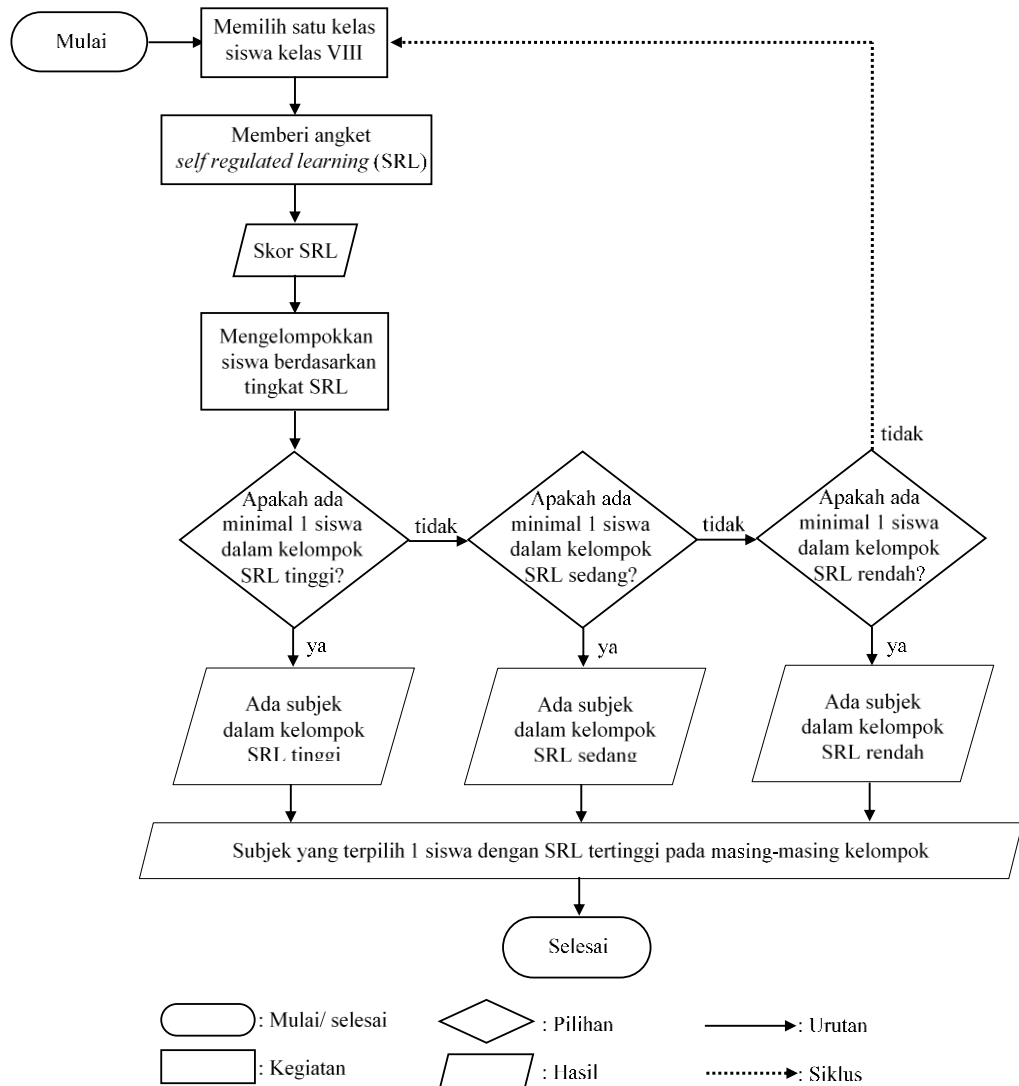 Mulai
Memilih satu kelas
siswa kelas VIII
Memberi angket
self regulated learning (SRL)
Skor SRL
Mengelompokkan
siswa berdasarkan
tingkat SRL
Apakah ada
minimal 1 siswa
dalam kelompok
SRL tinggi?
tidak
Apakah ada
minimal 1 siswa
dalam kelompok
SRL sedang?
tidak
Apakah ada
minimal 1 siswa
dalam kelompok
SRL rendah?
tidak
ya
ya
ya
Ada subjek
dalam kelompok
SRL tinggi
Ada subjek
dalam kelompok
SRL sedang
Ada subjek
dalam kelompok
SRL rendah
Subjek yang terpilih 1 siswa dengan SRL tertinggi pada masing-masing kelompok
Selesai
: Mulai/ selesai
: Pilihan
: Urutan
: Kegiatan
: Hasil
: Siklus